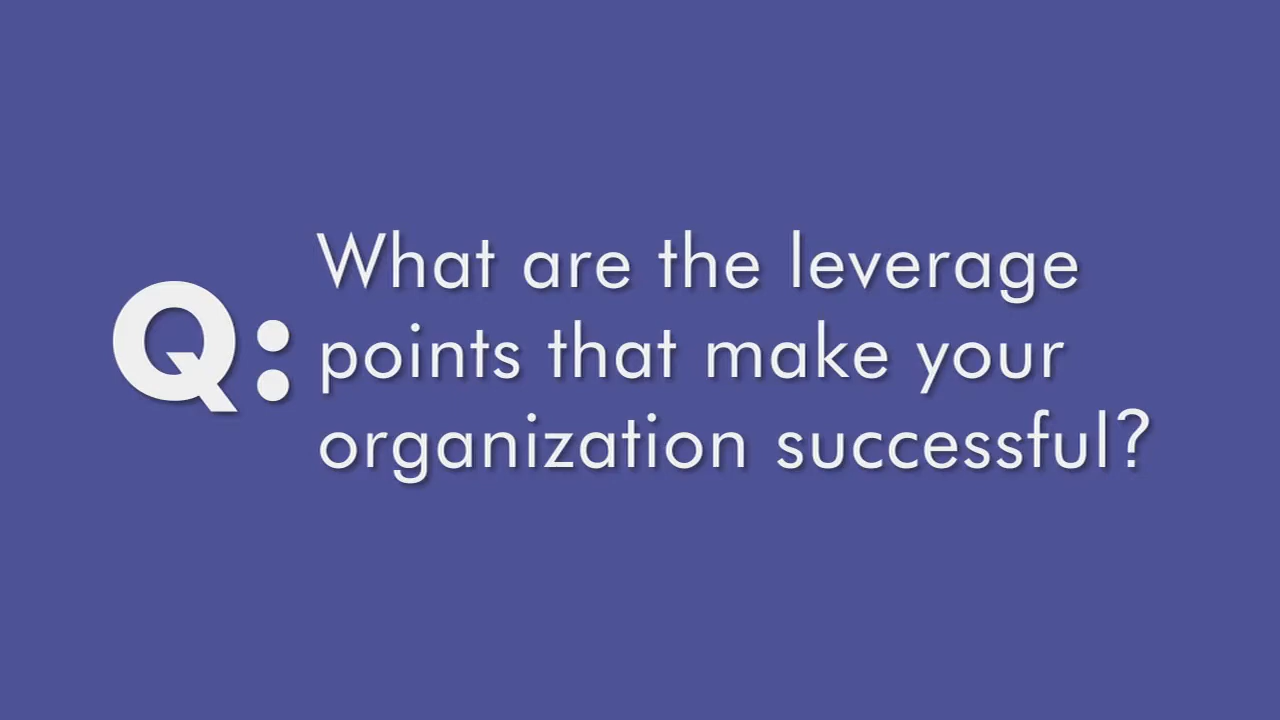 Q: What are the leverage
points that make your
organization successful?